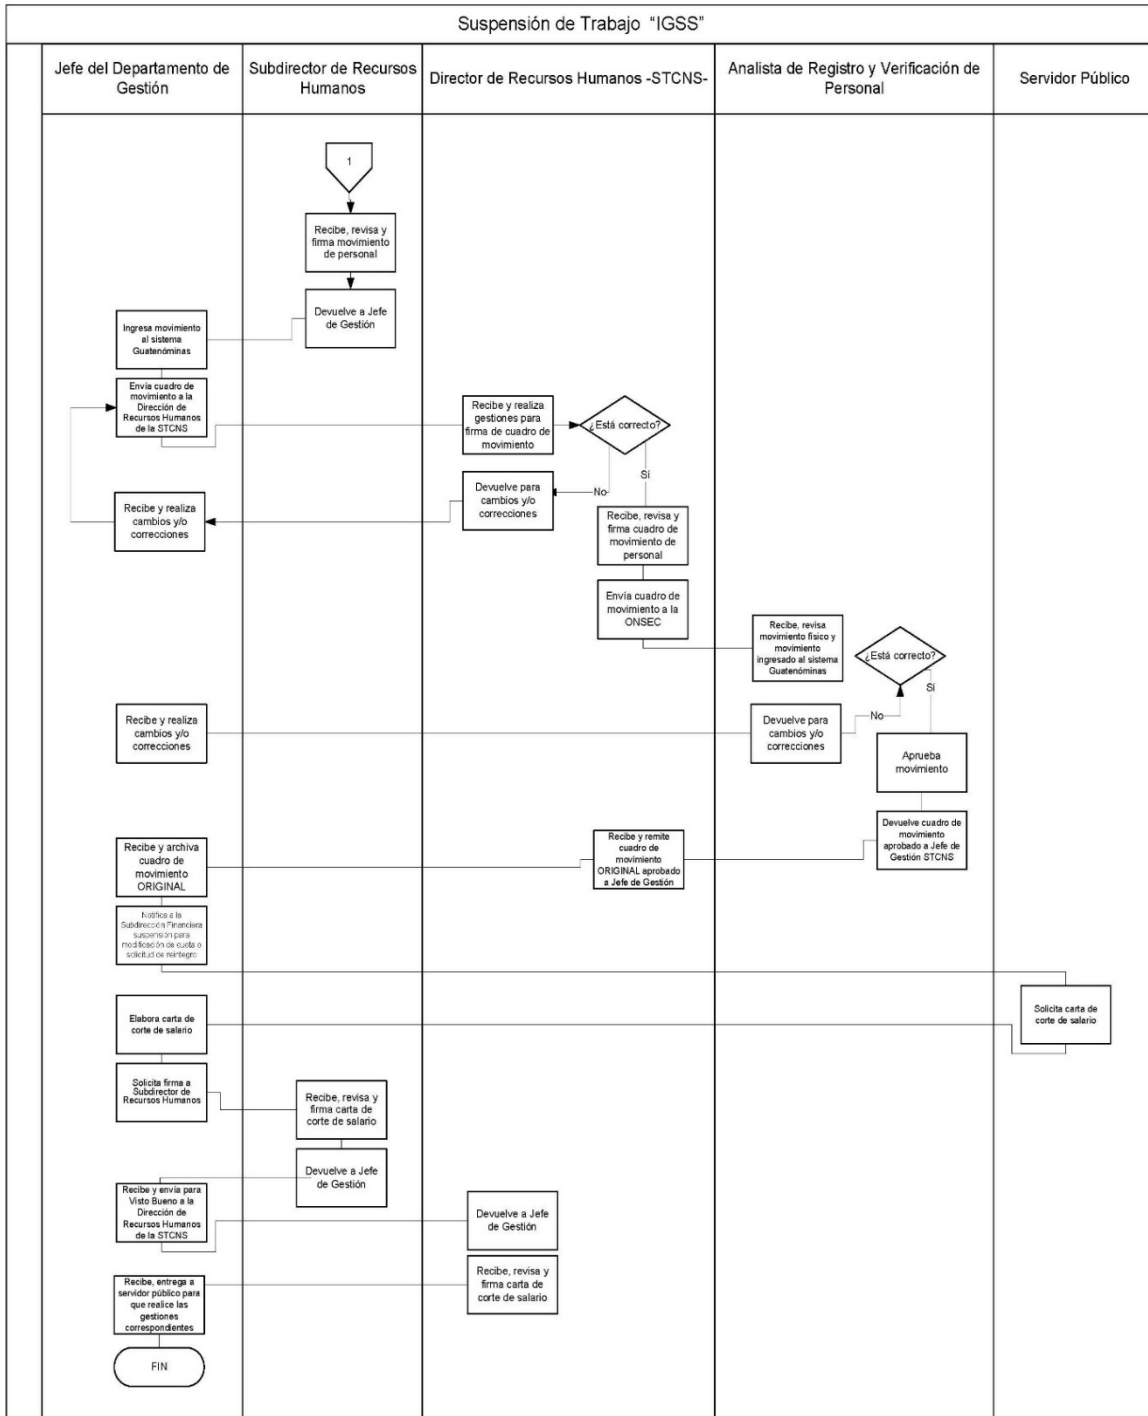 Suspensión de Trabajo “IGSS”
Jefe del Departamento de
Gestión
Subdirector de Recursos
Humanos
Director de Recursos Humanos -STCNS-
Analista de Registro y Verificación de
Personal
Servidor Público
1
Recibe, revisa y
firma movimiento
de personal
Devuelve a Jefe
de Gestión
Ingresa movimiento
al sistema
Guatenóminas
Envía cuadro de
movimiento a la
Dirección de
Recursos Humanos
de la STCNS
Recibe y realiza
gestiones para
firma de cuadro de
movimiento
¿Está correcto?
Sí
No
Devuelve para
cambios y/o
correcciones
Recibe y realiza
cambios y/o
correcciones
Recibe, revisa y
firma cuadro de
movimiento de
personal
Envía cuadro de
movimiento a la
ONSEC
Recibe, revisa
movimiento físico y
movimiento
ingresado al sistema
Guatenóminas
¿Está correcto?
Sí
No
Devuelve para
cambios y/o
correcciones
Recibe y realiza
cambios y/o
correcciones
Aprueba
movimiento
Devuelve cuadro de
movimiento
aprobado a Jefe de
Gestión STCNS
Recibe y remite
cuadro de
movimiento
ORIGINAL aprobado
a Jefe de Gestión
Recibe y archiva
cuadro de
movimiento
ORIGINAL
Notifica a la
Subdirección Financiera
suspensión para
modificación de cuota o
solicitud de reintegro
Solicita carta de
corte de salario
Elabora carta de
corte de salario
Solicita firma a
Subdirector de
Recursos Humanos
Recibe, revisa y
firma carta de
corte de salario
Devuelve a Jefe
de Gestión
Recibe y envía para
Visto Bueno a la
Dirección de
Recursos Humanos
de la STCNS
Devuelve a Jefe
de Gestión
Recibe, revisa y
firma carta de
corte de salario
Recibe, entrega a
servidor público para
que realice las
gestiones
correspondientes
FIN